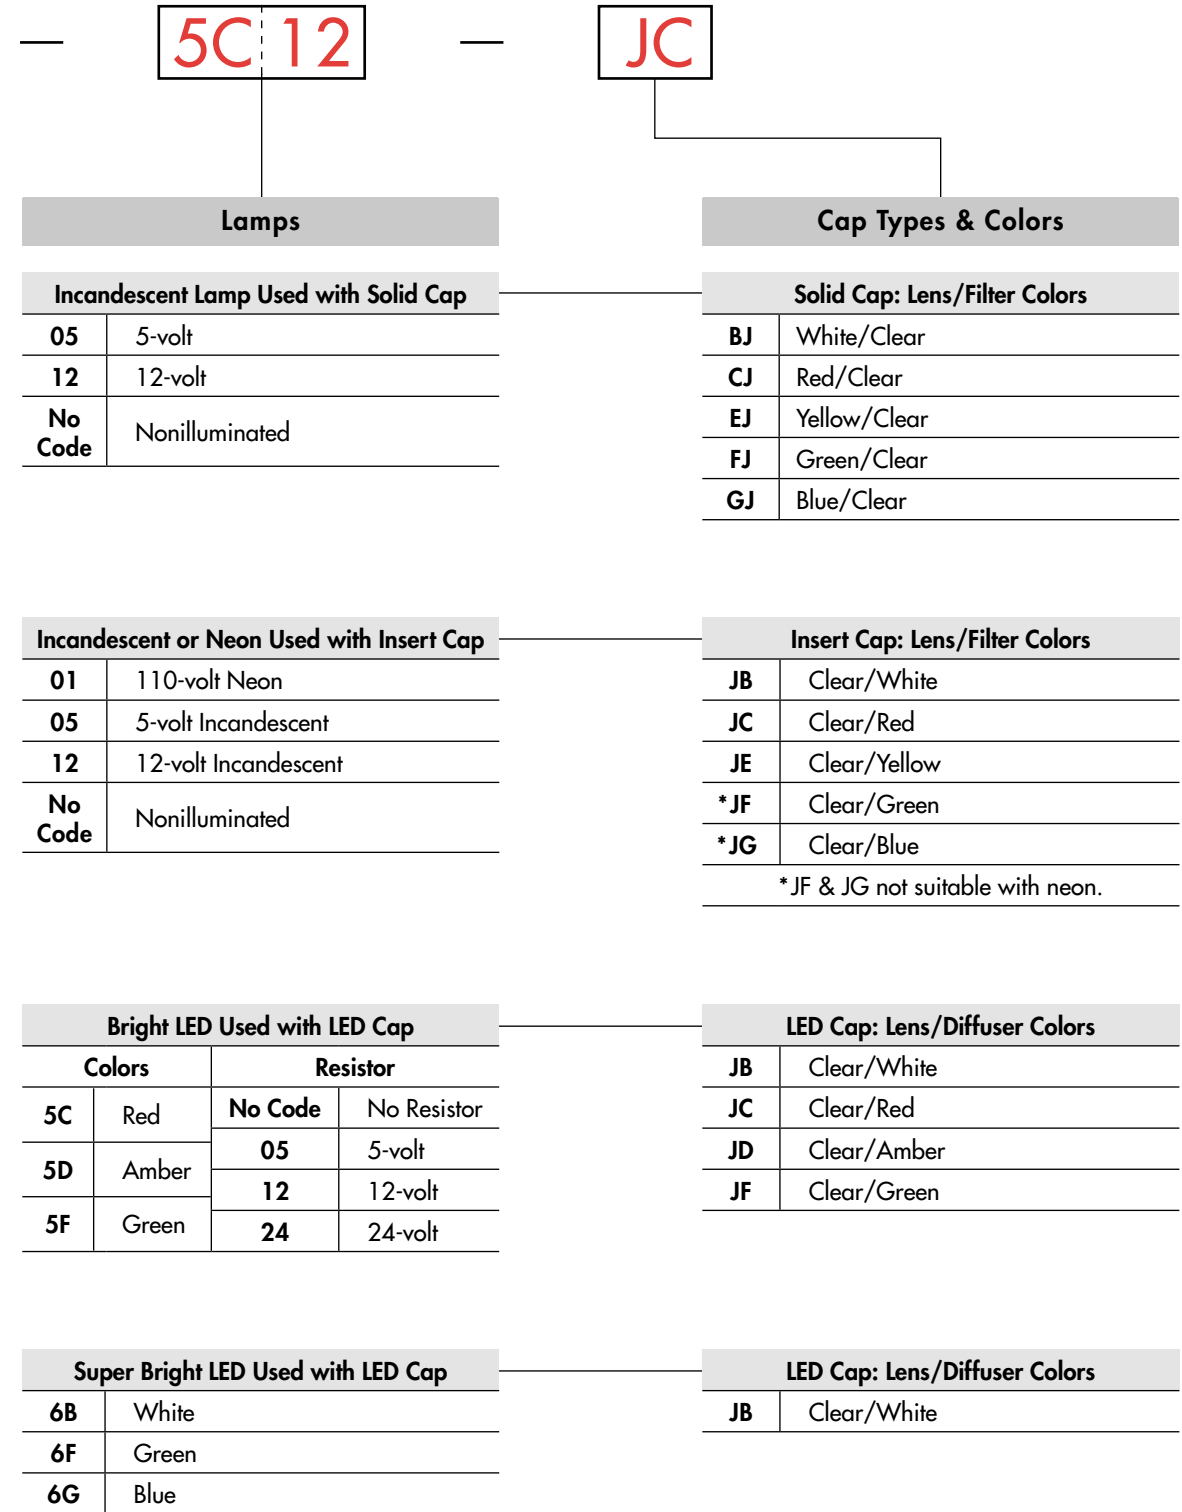 — 5C 12 — JC
Lamps
Cap Types & Colors
Incandescent Lamp Used with Solid Cap
05 5-volt
12 12-volt
No Code Nonilluminated
Solid Cap: Lens/Filter Colors
BJ White/Clear
CJ Red/Clear
EJ Yellow/Clear
FJ Green/Clear
GJ Blue/Clear
Incandescent or Neon Used with Insert Cap
01 110-volt Neon
05 5-volt Incandescent
12 12-volt Incandescent
No Code Nonilluminated
Insert Cap: Lens/Filter Colors
JB Clear/White
JC Clear/Red
JE Clear/Yellow
*JF Clear/Green
*JG Clear/Blue
*JF & JG not suitable with neon.
Bright LED Used with LED Cap
Colors
5C Red
5D Amber
5F Green
Resistor
No Code No Resistor
05 5-volt
12 12-volt
24 24-volt
LED Cap: Lens/Diffuser Colors
JB Clear/White
JC Clear/Red
JD Clear/Amber
JF Clear/Green
Super Bright LED Used with LED Cap
6B White
6F Green
6G Blue
LED Cap: Lens/Diffuser Colors
JB Clear/White